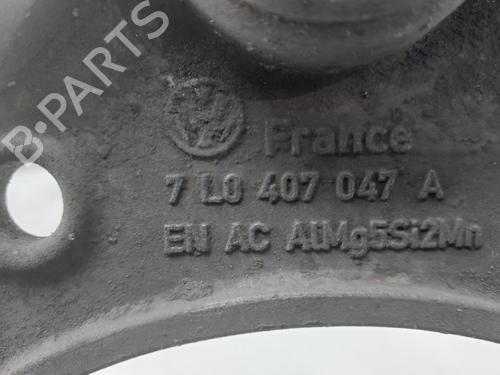 B-PARTS
France
7 L0 407 047 A
EN AC AlMg5Si2Mn